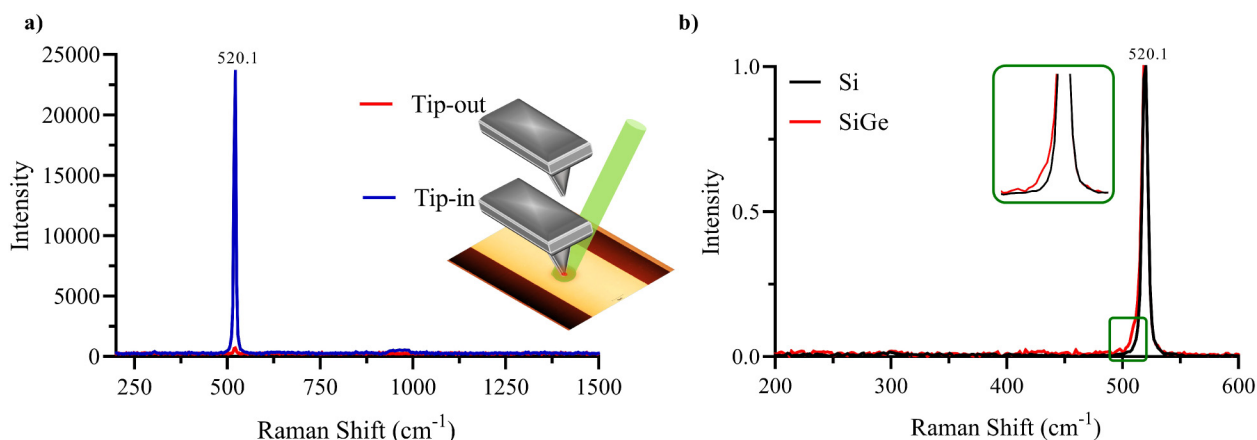 a)
25000
20000
15000
10000
5000
0
Intensity
520.1
Tip-out
Tip-in
250 500 750 1000 1250 1500
Raman Shift (cm-1)
b)
1.0
0.5
0.0
Intensity
520.1
Si
SiGe
200 300 400 500 600
Raman Shift (cm-1)